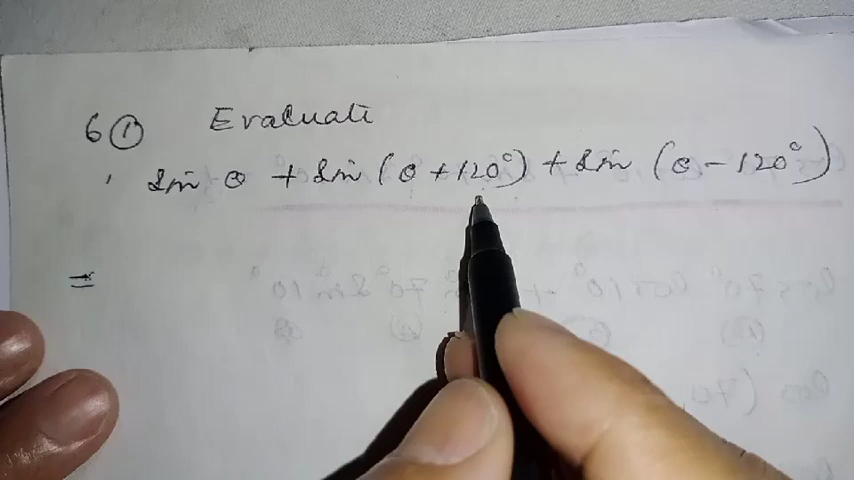 6 ① Evaluate
sin θ + sin (θ + 120°) + sin (θ - 120°)
=